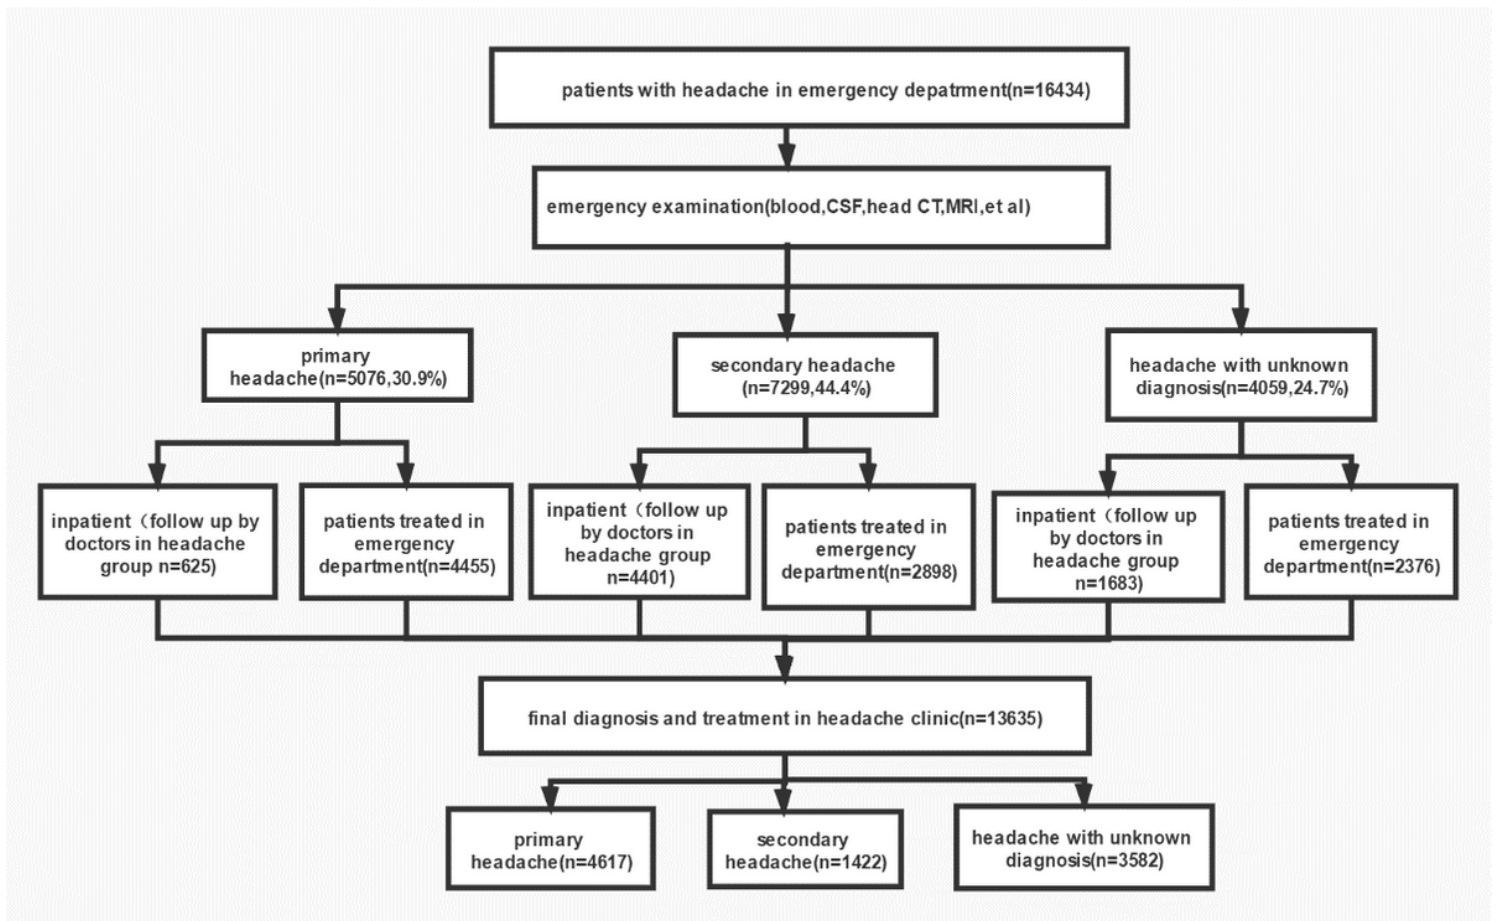 patients with headache in emergency depatrment(n=16434)
emergency examination(blood,CSF,head CT,MRI,et al)
primary
headache(n=5076,30.9%)
secondary headache
(n=7299,44.4%)
headache with unknown
diagnosis(n=4059,24.7%)
inpatient（follow up by
doctors in headache
group n=625)
patients treated in
emergency
department(n=4455)
inpatient（follow up
by doctors in
headache group
n=4401)
patients treated in
emergency
department(n=2898)
inpatient（follow up
by doctors in
headache group
n=1683)
patients treated in
emergency
department(n=2376)
final diagnosis and treatment in headache clinic(n=13635)
primary
headache(n=4617)
secondary
headache(n=1422)
headache with unknown
diagnosis(n=3582)